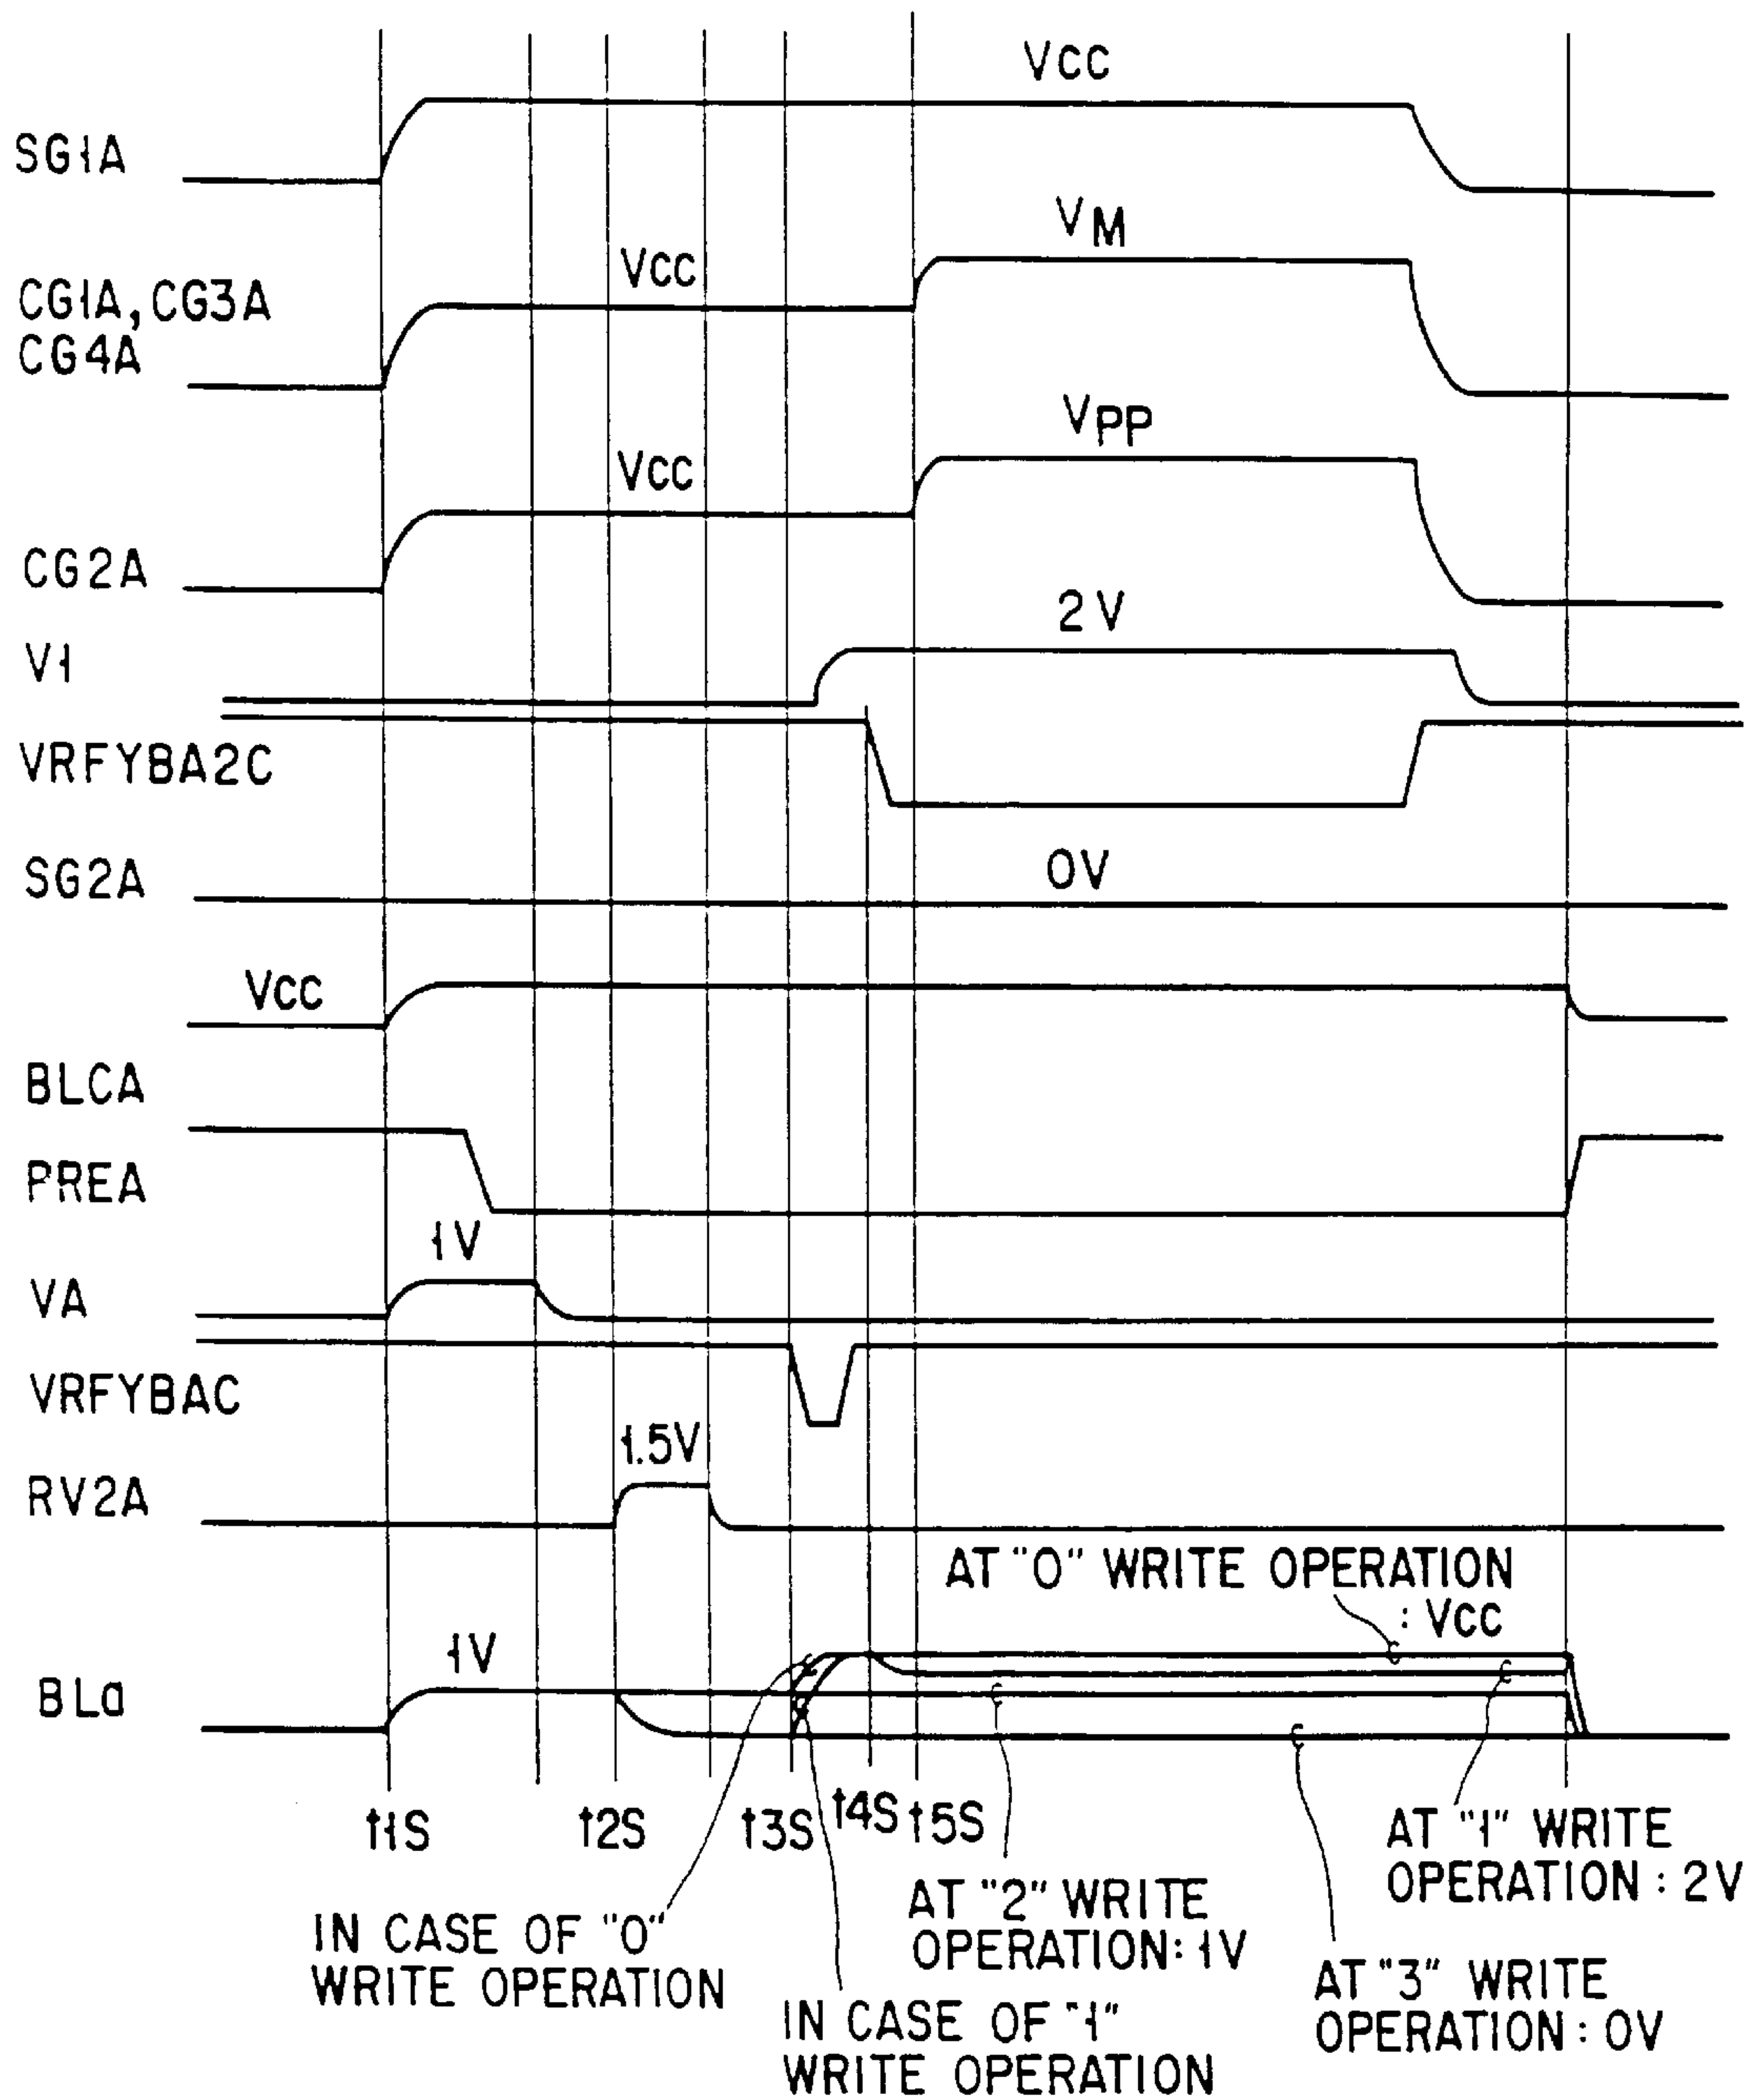 VCC
SG1A
VM
VCC
CG1A, CG3A
CG4A
VPP
VCC
CG2A
2V
V1
VRFYBA2C
0V
SG2A
VCC
BLCA
PREA
1V
VA
VRFYBAC
1.5V
RV2A
AT "0" WRITE OPERATION
: VCC
1V
BLa
t1S t2S t3S t4S t5S
AT "1" WRITE
OPERATION : 2V
AT "2" WRITE
OPERATION: 1V
IN CASE OF "0"
WRITE OPERATION
AT "3" WRITE
OPERATION : 0V
IN CASE OF "1"
WRITE OPERATION